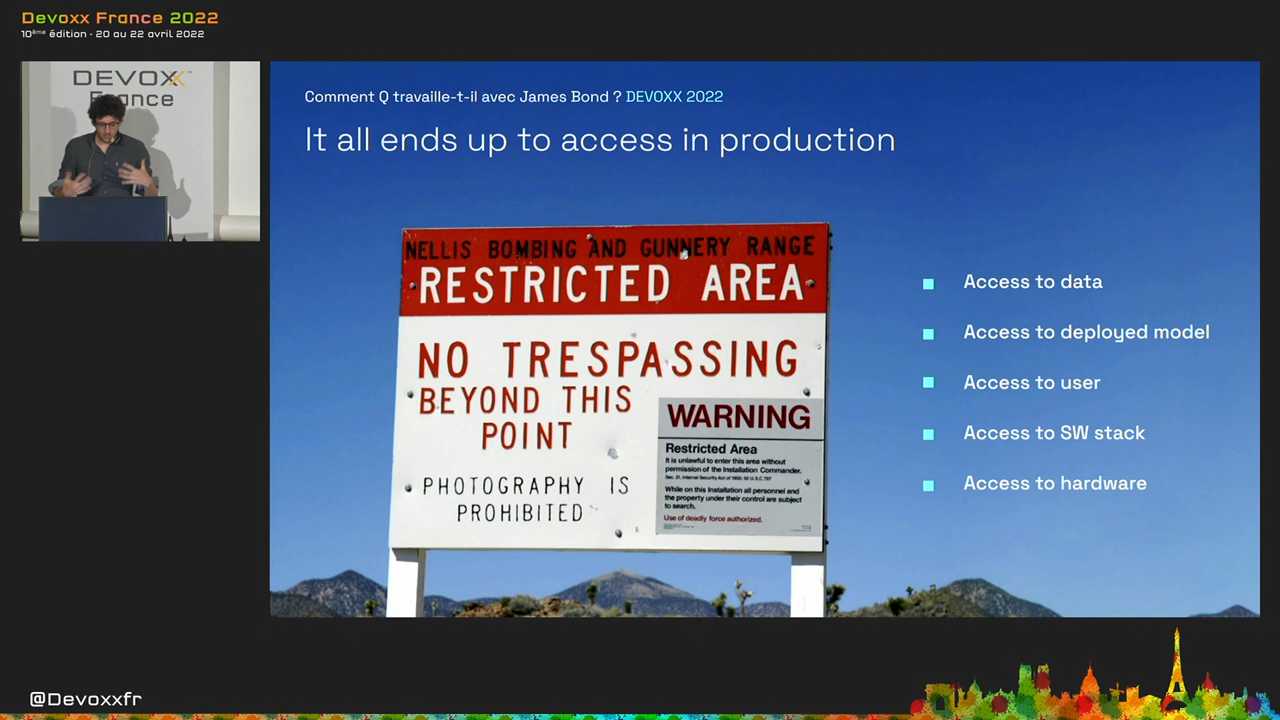 Devoxx France 2022
10ème édition - 20 au 22 avril 2022
DEVOXX
France
Comment Q travaille-t-il avec James Bond ? DEVOXX 2022
It all ends up to access in production
NELLIS BOMBING AND GUNNERY RANGE
RESTRICTED AREA
NO TRESPASSING
BEYOND THIS
POINT
PHOTOGRAPHY IS
PROHIBITED
WARNING
Restricted Area
It is unlawful to enter this area without
permission of the Installation Commander.
Sec. 21, Internal Security Act of 1950; 50 U.S.C. 797
While on this Installation all personnel and
the property under their control are subject
to search.
Use of deadly force authorized.
Access to data
Access to deployed model
Access to user
Access to SW stack
Access to hardware
@Devoxxfr